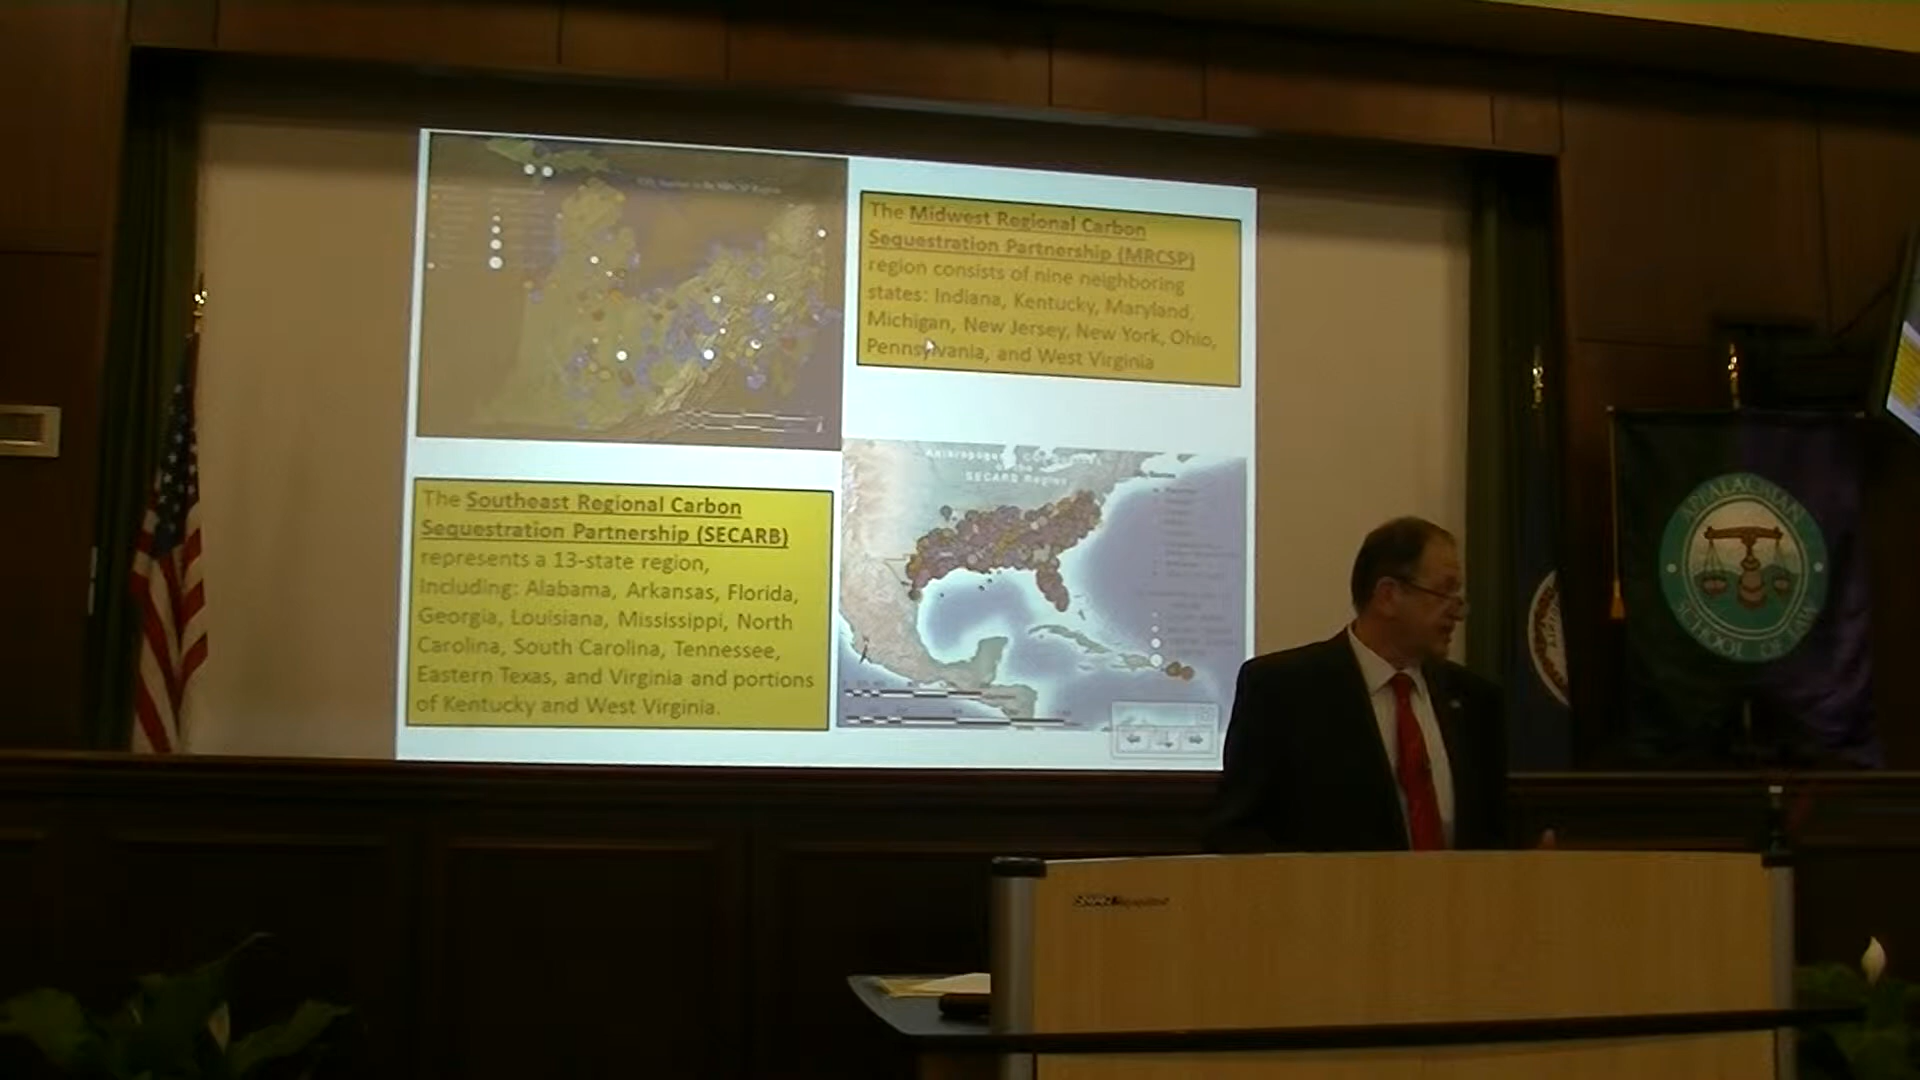 The Midwest Regional Carbon
Sequestration Partnership (MRCSP)
region consists of nine neighboring
states: Indiana, Kentucky, Maryland,
Michigan, New Jersey, New York, Ohio,
Pennsylvania, and West Virginia
The Southeast Regional Carbon
Sequestration Partnership (SECARB)
represents a 13-state region,
including: Alabama, Arkansas, Florida,
Georgia, Louisiana, Mississippi, North
Carolina, South Carolina, Tennessee,
Eastern Texas, and Virginia and portions
of Kentucky and West Virginia.
SECARB Region
APPALACHIAN
SCHOOL OF LAW